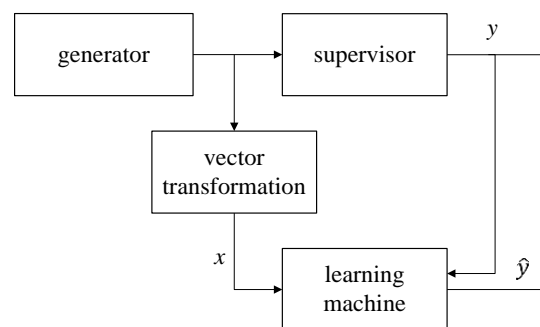 generator
supervisor
y
vector
transformation
x
learning
machine
ŷ